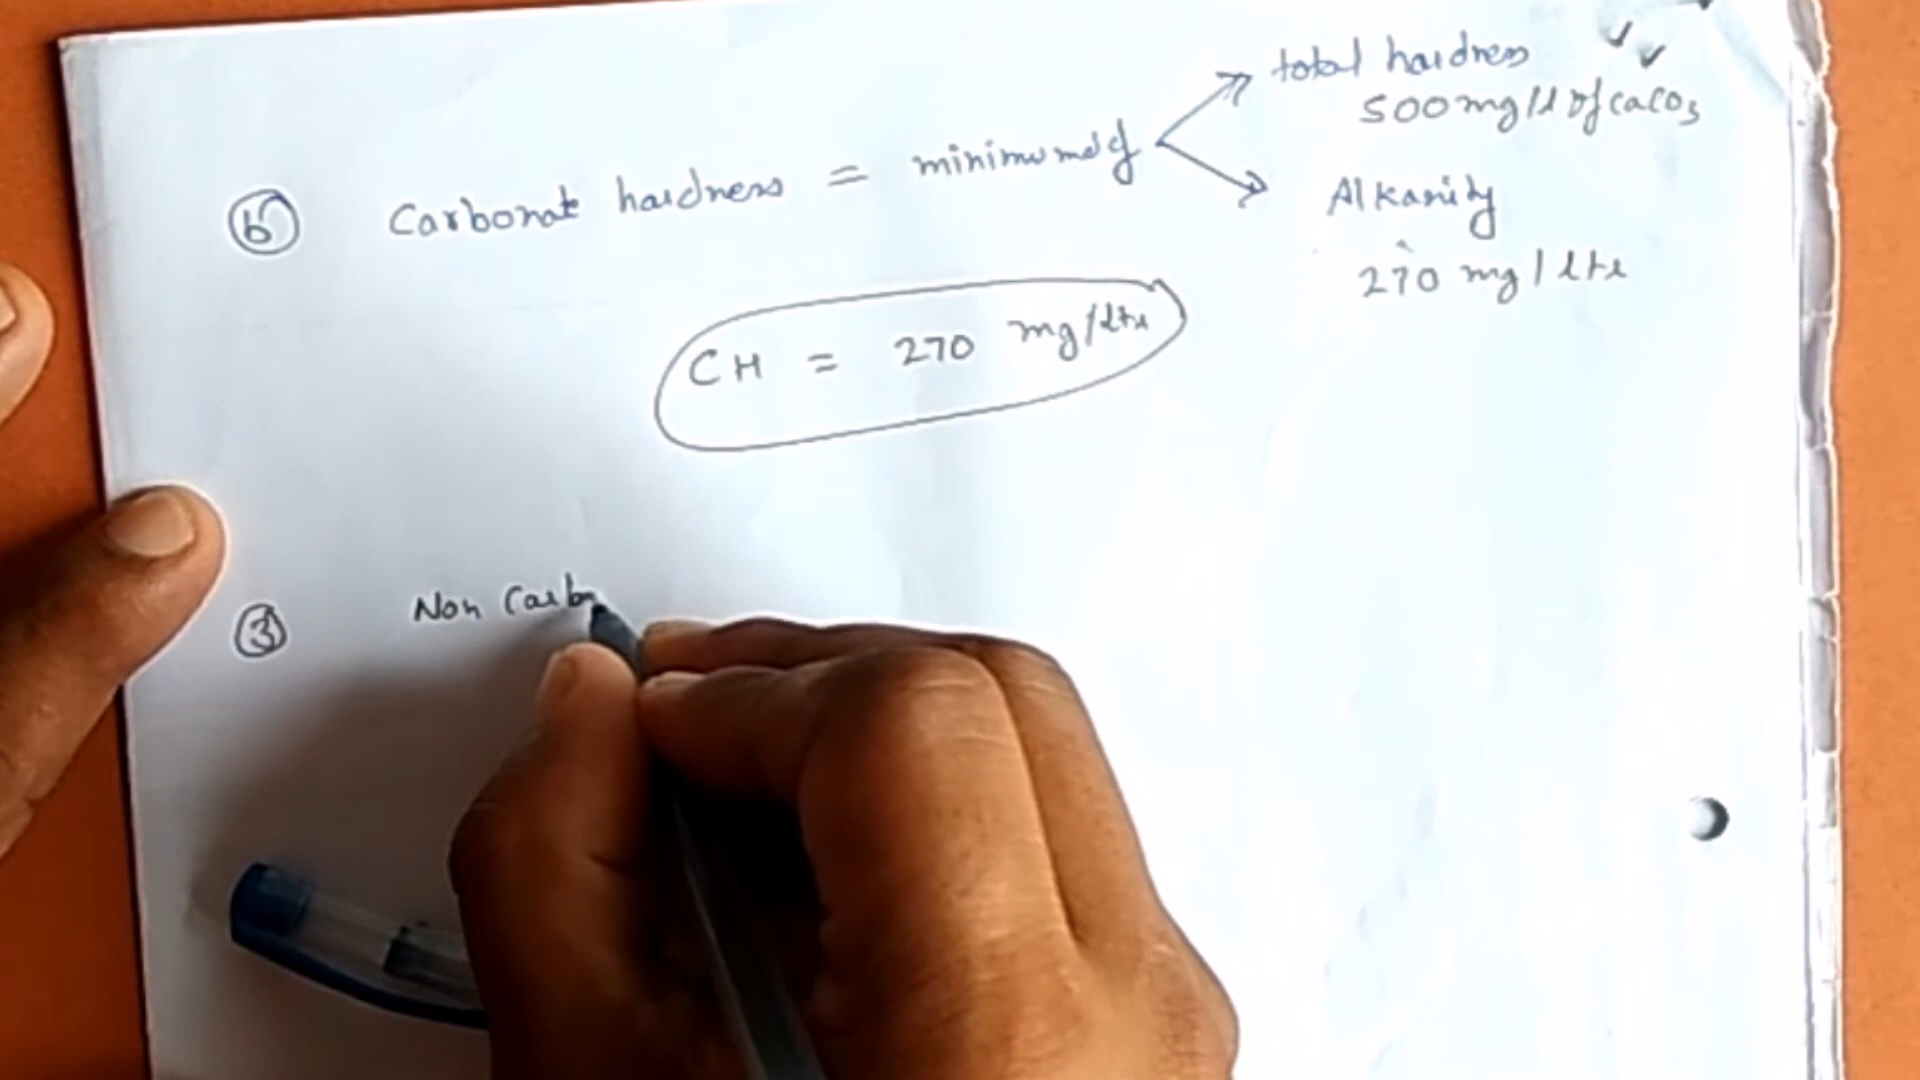 total hardness
500 mg/l of CaCO3
b Carbonate hardness = minimum of
Alkanity
270 mg/ltr
CH = 270 mg/ltr
3 Non Carbo